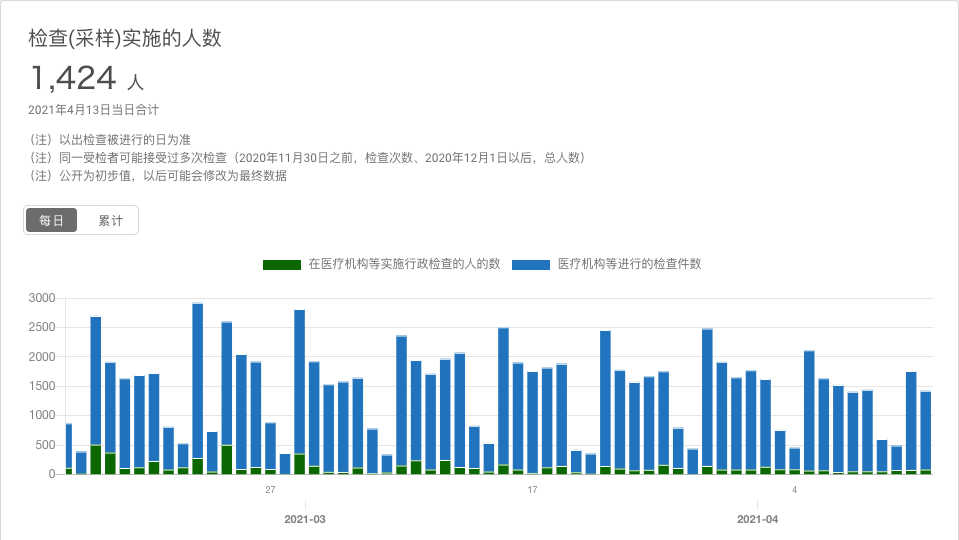 检查(采样)实施的人数
1,424 人
2021年4月13日当日合计
（注）以出检查被进行的日为准
（注）同一受检者可能接受过多次检查（2020年11月30日之前，检查次数、2020年12月1日以后，总人数）
（注）公开为初步值，以后可能会修改为最终数据
每日 累计
在医疗机构等实施行政检查的人的数 医疗机构等进行的检查件数
3000
2500
2000
1500
1000
500
0
27 17 4
2021-03 2021-04